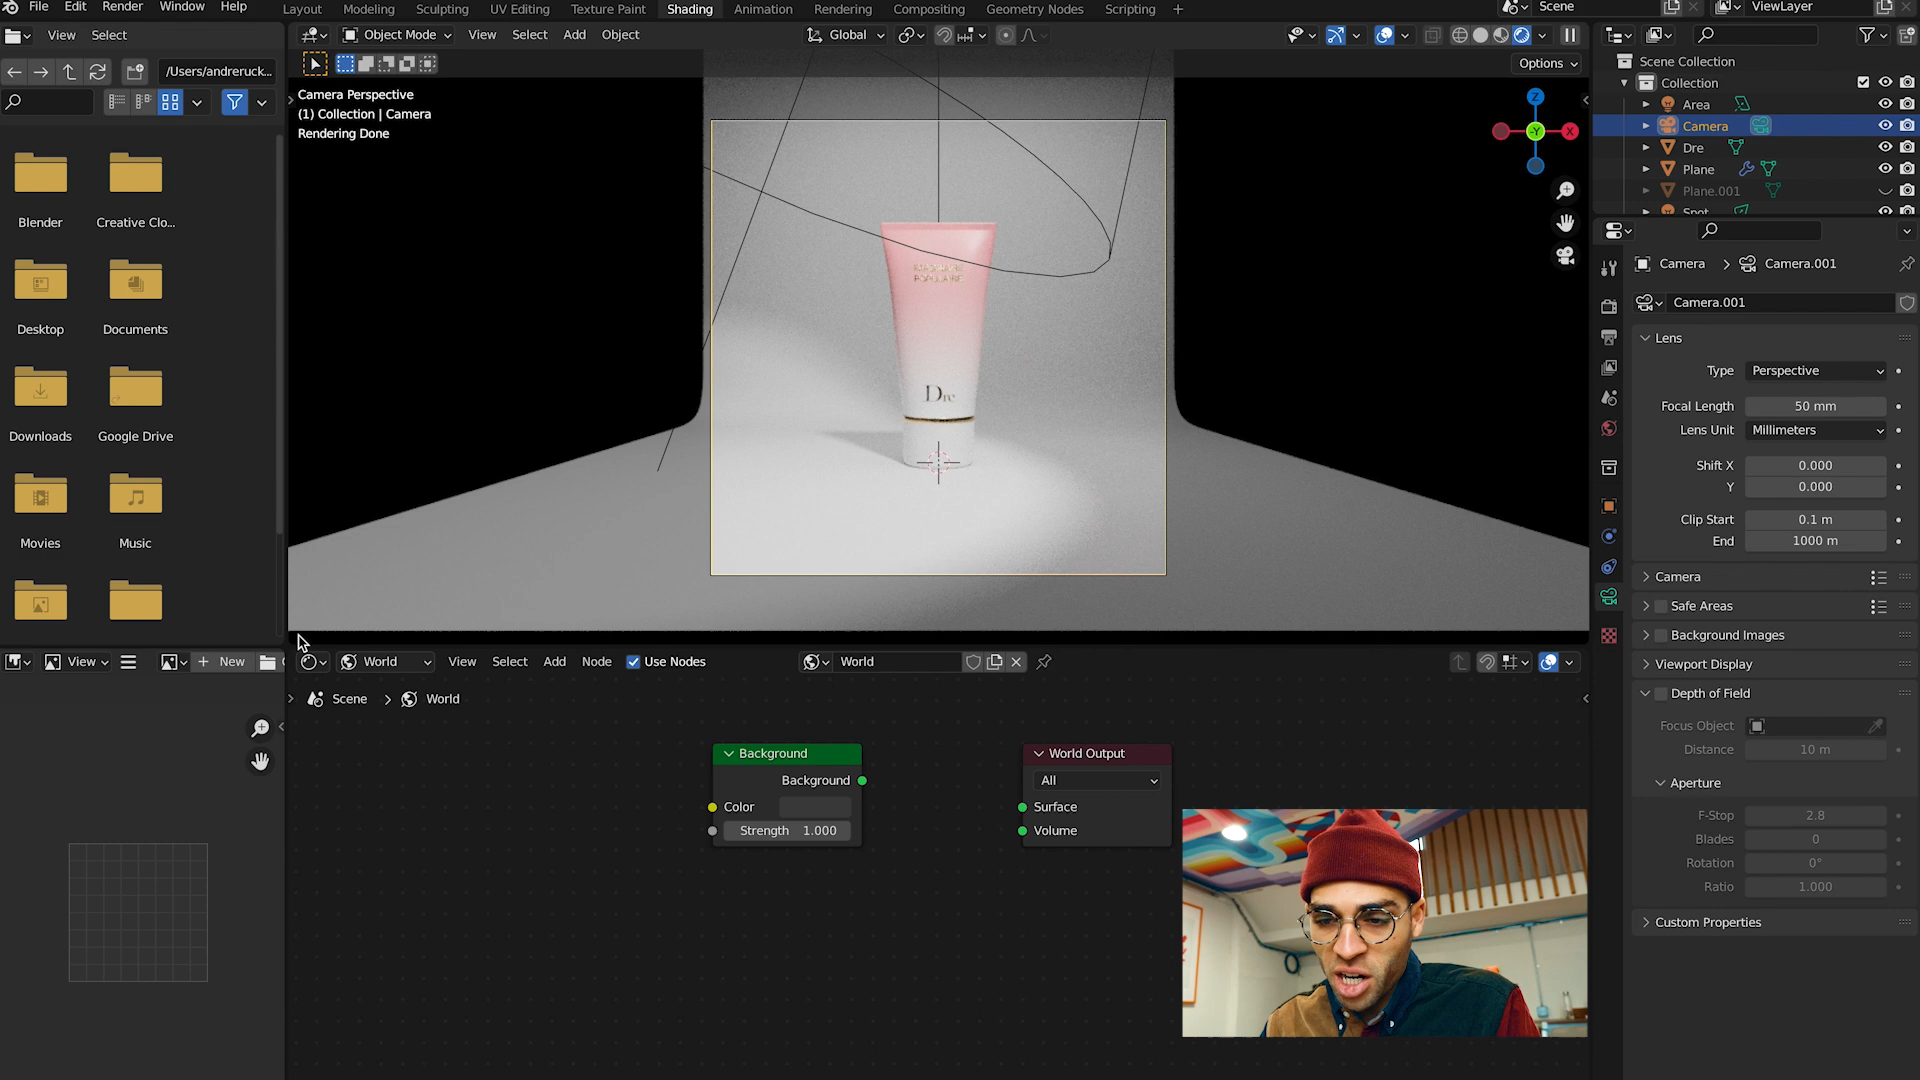 File Edit Render Window Help
Layout Modeling Sculpting UV Editing Texture Paint Shading Animation Rendering Compositing Geometry Nodes Scripting +
Scene
ViewLayer
View Select
Object Mode View Select Add Object
Global
/Users/andreruck...
Options
Camera Perspective
(1) Collection | Camera
Rendering Done
Z
-Y
X
Blender
Creative Clo...
Desktop
Documents
Downloads
Google Drive
Movies
Music
Dre
Scene Collection
Collection
Area
Camera
Dre
Plane
Plane.001
Spot
Camera > Camera.001
Camera.001
Lens
Type Perspective
Focal Length 50 mm
Lens Unit Millimeters
Shift X 0.000
Y 0.000
Clip Start 0.1 m
End 1000 m
Camera
Safe Areas
Background Images
Viewport Display
Depth of Field
Focus Object
Distance 10 m
Aperture
F-Stop 2.8
Blades 0
Rotation 0°
Ratio 1.000
Custom Properties
View
+ New
World View Select Add Node Use Nodes
World
Scene > World
Background
Background
Color
Strength 1.000
World Output
All
Surface
Volume